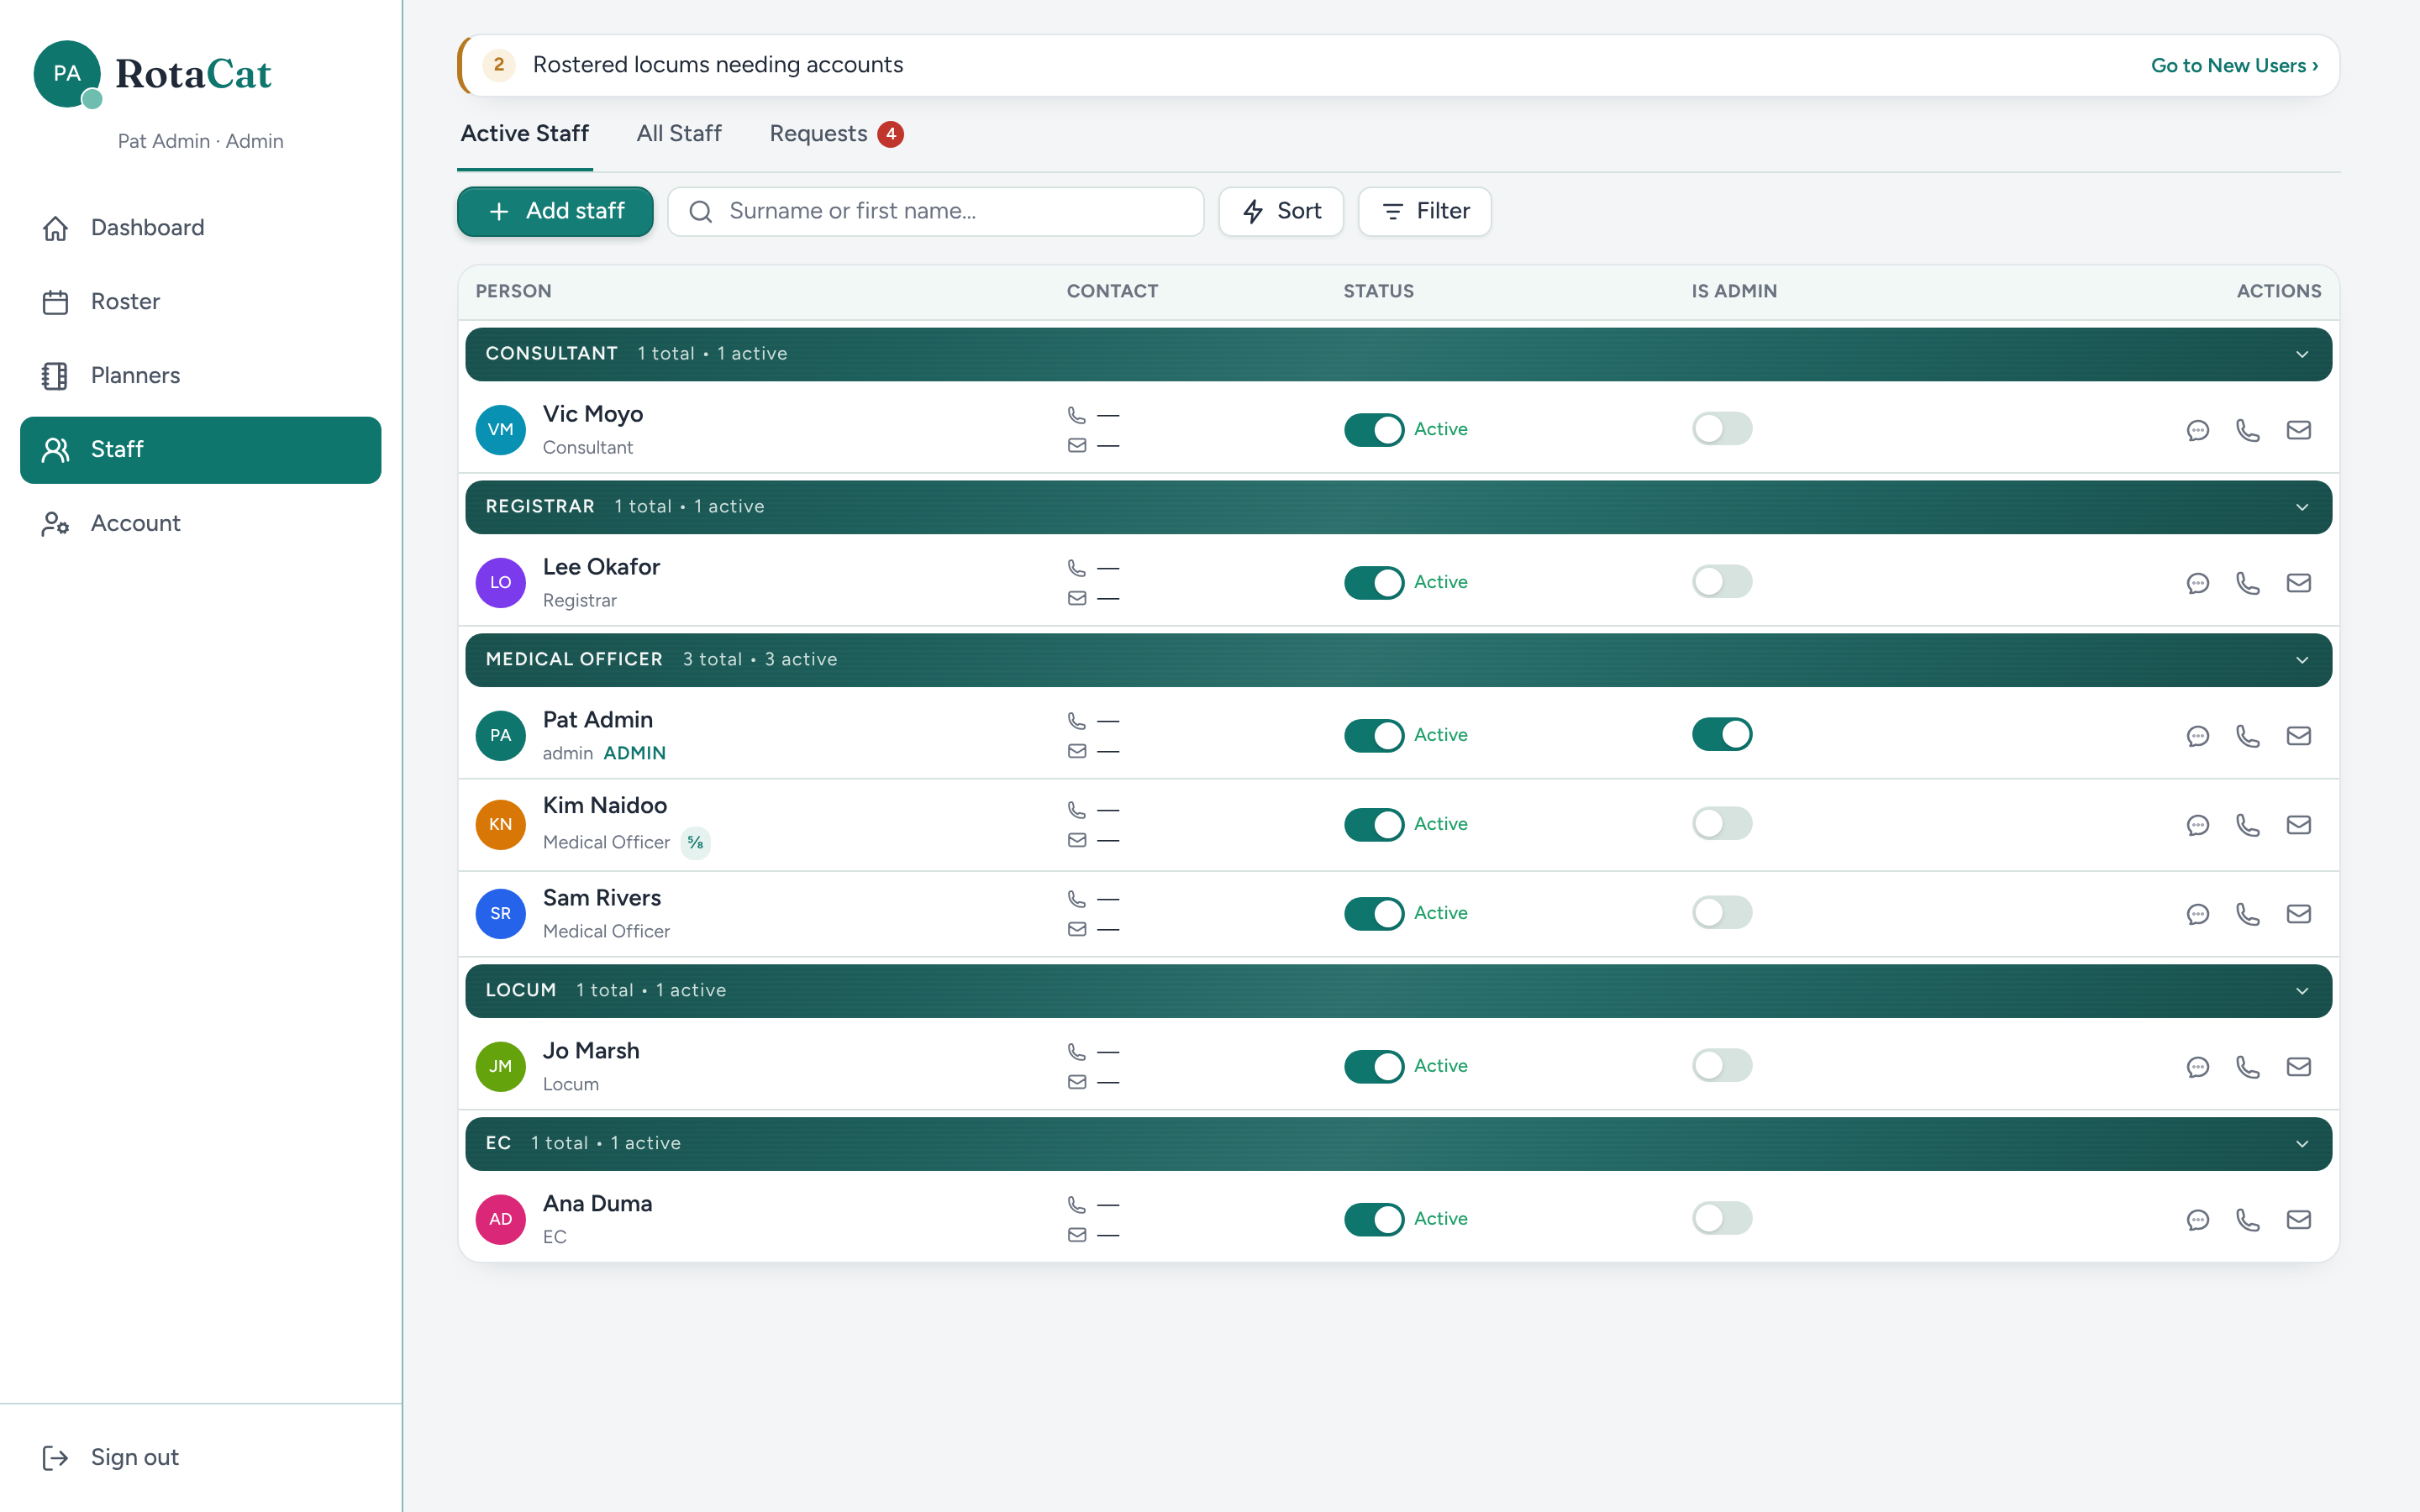 PA
RotaCat
Pat Admin · Admin
Dashboard
Roster
Planners
Staff
Account
Sign out
2 Rostered locums needing accounts Go to New Users ›
Active Staff All Staff Requests 4
+ Add staff Surname or first name... Sort Filter
PERSON CONTACT STATUS IS ADMIN ACTIONS
CONSULTANT 1 total • 1 active
VM Vic Moyo — Active
Consultant —
REGISTRAR 1 total • 1 active
LO Lee Okafor — Active
Registrar —
MEDICAL OFFICER 3 total • 3 active
PA Pat Admin — Active
admin ADMIN —
KN Kim Naidoo — Active
Medical Officer ⅝ —
SR Sam Rivers — Active
Medical Officer —
LOCUM 1 total • 1 active
JM Jo Marsh — Active
Locum —
EC 1 total • 1 active
AD Ana Duma — Active
EC —